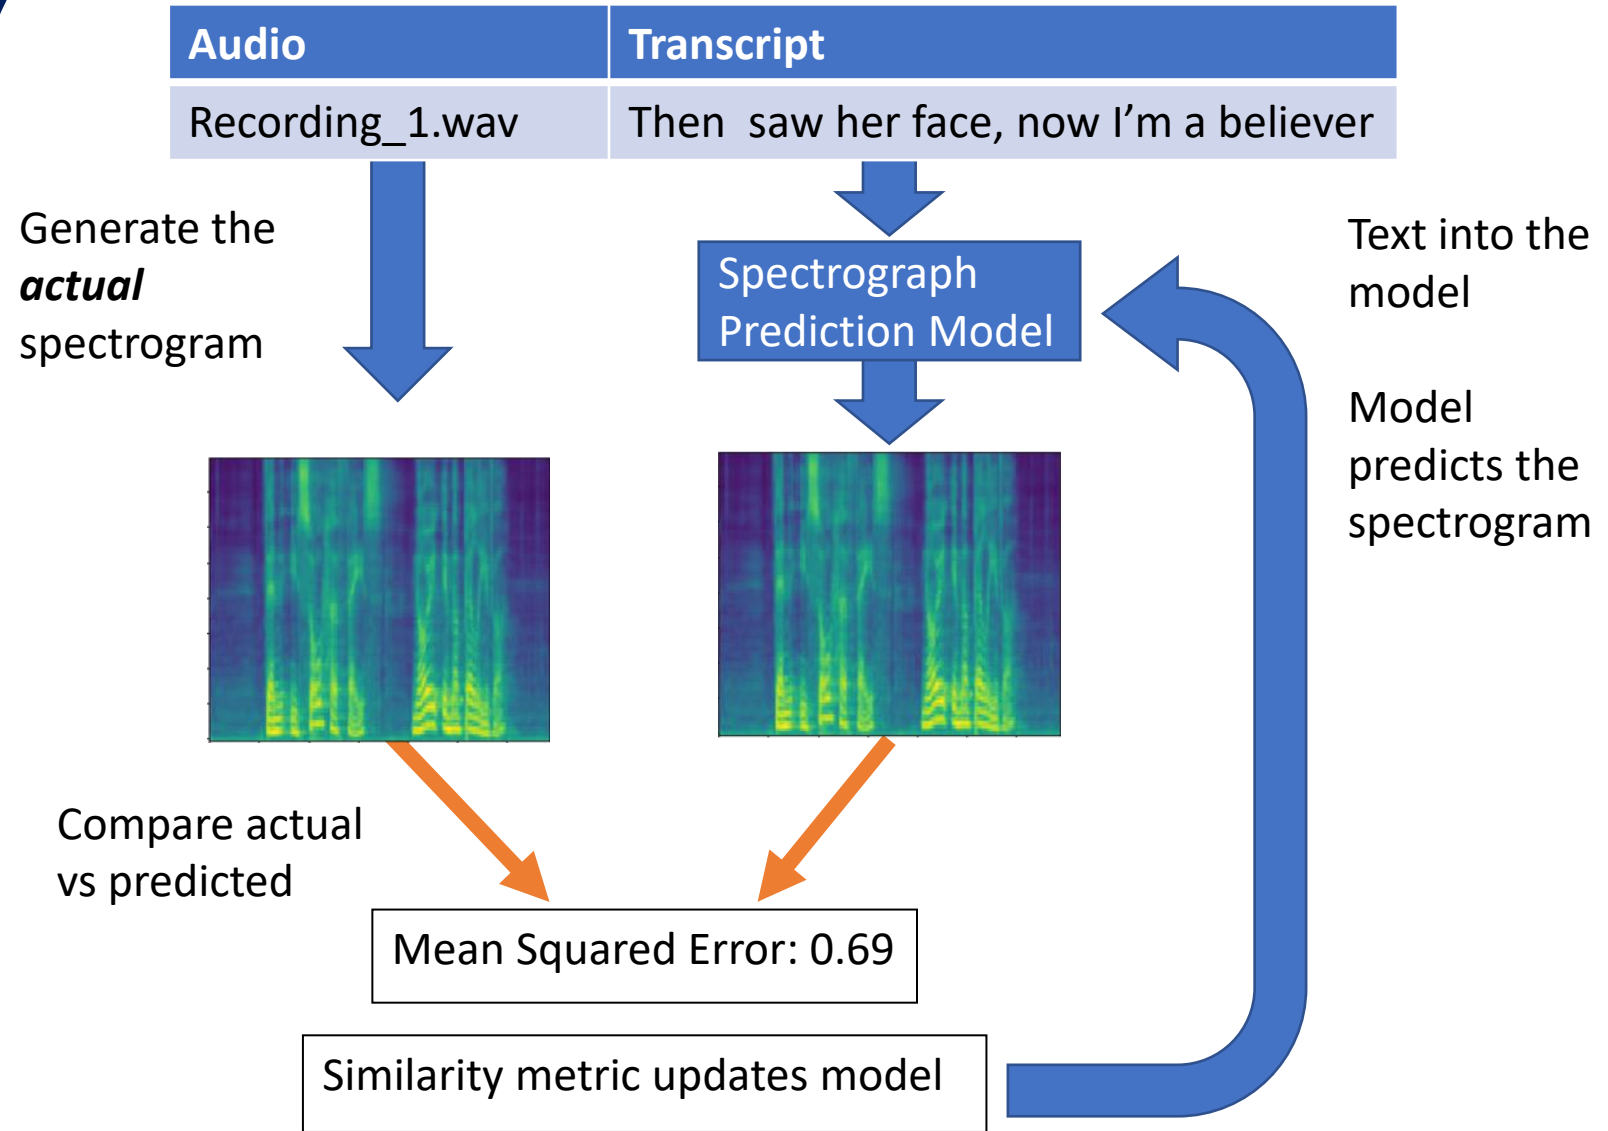 Audio Transcript
Recording_1.wav Then  saw her face, now I’m a believer
Generate the
actual
spectrogram
Spectrograph
Prediction Model
Text into the
model
Model
predicts the
spectrogram
Compare actual
vs predicted
Mean Squared Error: 0.69
Similarity metric updates model